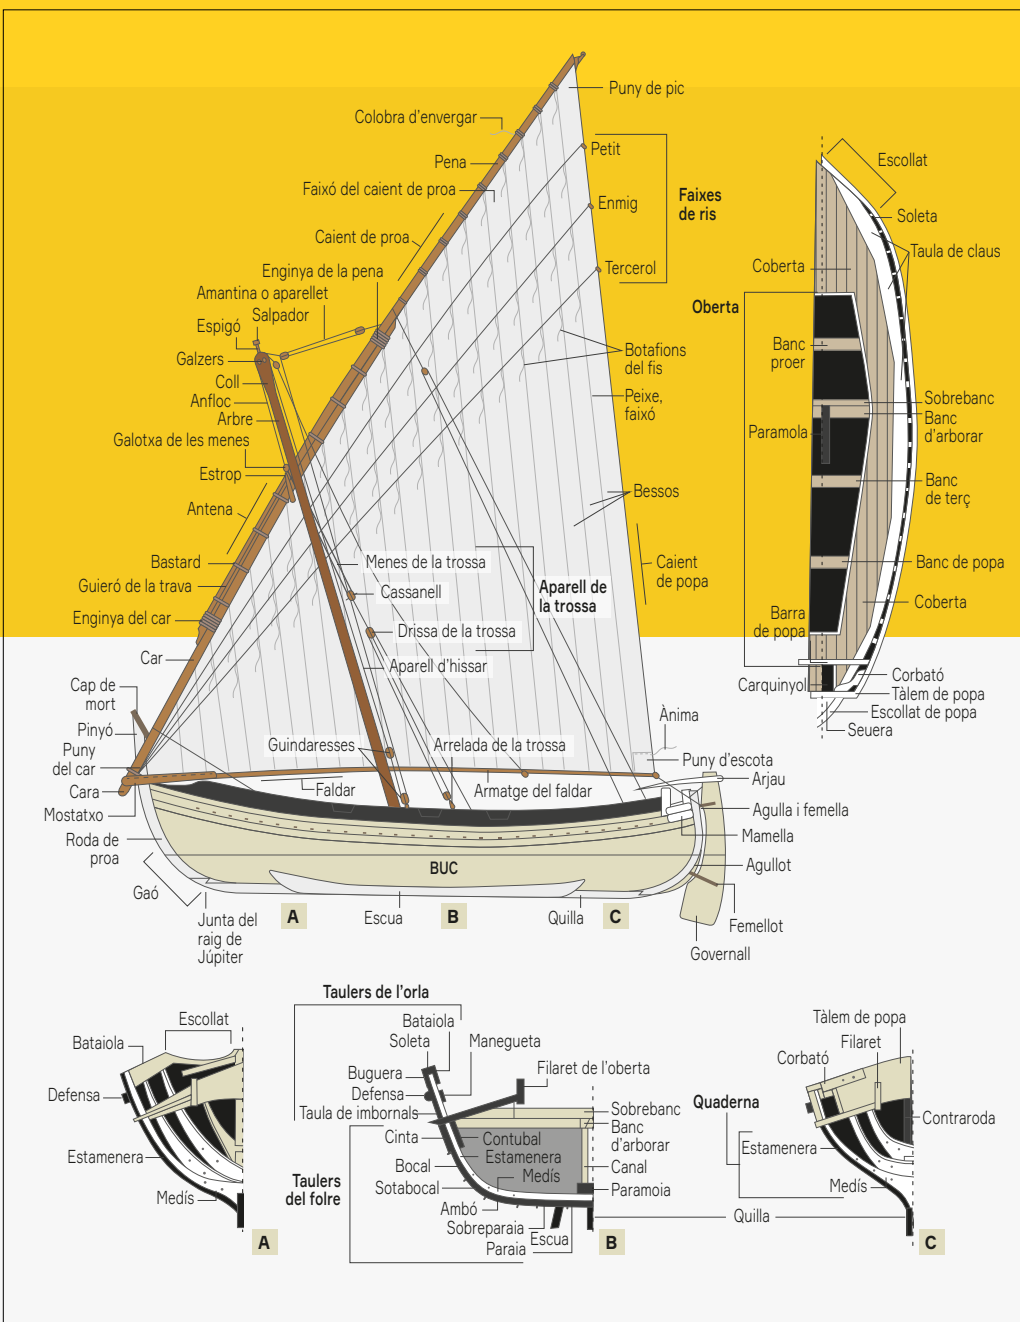 Puny de pic
Colobra d'envergar
Petit
Pena
Faixó del caient de proa
Faixes
de ris
Enmig
Caient de proa
Tercerol
Enginya de la pena
Amantina o aparellet
Salpador
Espigó
Galzers
Botafions
del fis
Coll
Anfloc
Peixe,
faixó
Arbre
Galotxa de les menes
Estrop
Bessos
Antena
Bastard
Menes de la trossa
Caient
de popa
Guieró de la trava
Cassanell
Aparell de
la trossa
Enginya del car
Drissa de la trossa
Car
Aparell d'hissar
Cap de
mort
Pinyó
Ànima
Guindaresses
Arrelada de la trossa
Puny
del car
Puny d'escota
Cara
Faldar
Armatge del faldar
Arjau
Mostatxo
Agulla i femella
Roda de
proa
Mamella
BUC
Agullot
Gaó
Junta del
raig de
Júpiter
A
Escua
B
Quilla
C
Femellot
Governall
Escollat
Soleta
Taula de claus
Coberta
Oberta
Banc
proer
Sobrebanc
Banc
d'arborar
Paramola
Banc
de terç
Banc de popa
Coberta
Barra
de popa
Corbató
Carquinyol
Tàlem de popa
Escollat de popa
Seuera
Escollat
Bataiola
Defensa
Estamenera
Medís
A
Taulers de l'orla
Bataiola
Soleta
Manegueta
Buguera
Filaret de l'oberta
Defensa
Taula de imbornals
Sobrebanc
Banc
d'arborar
Cinta
Contubal
Estamenera
Bocal
Medís
Canal
Taulers
del folre
Sotabocal
Paramoia
Ambó
Sobreparaia
Escua
Paraia
B
Quilla
Tàlem de popa
Filaret
Corbató
Quaderna
Contraroda
Estamenera
Medís
C